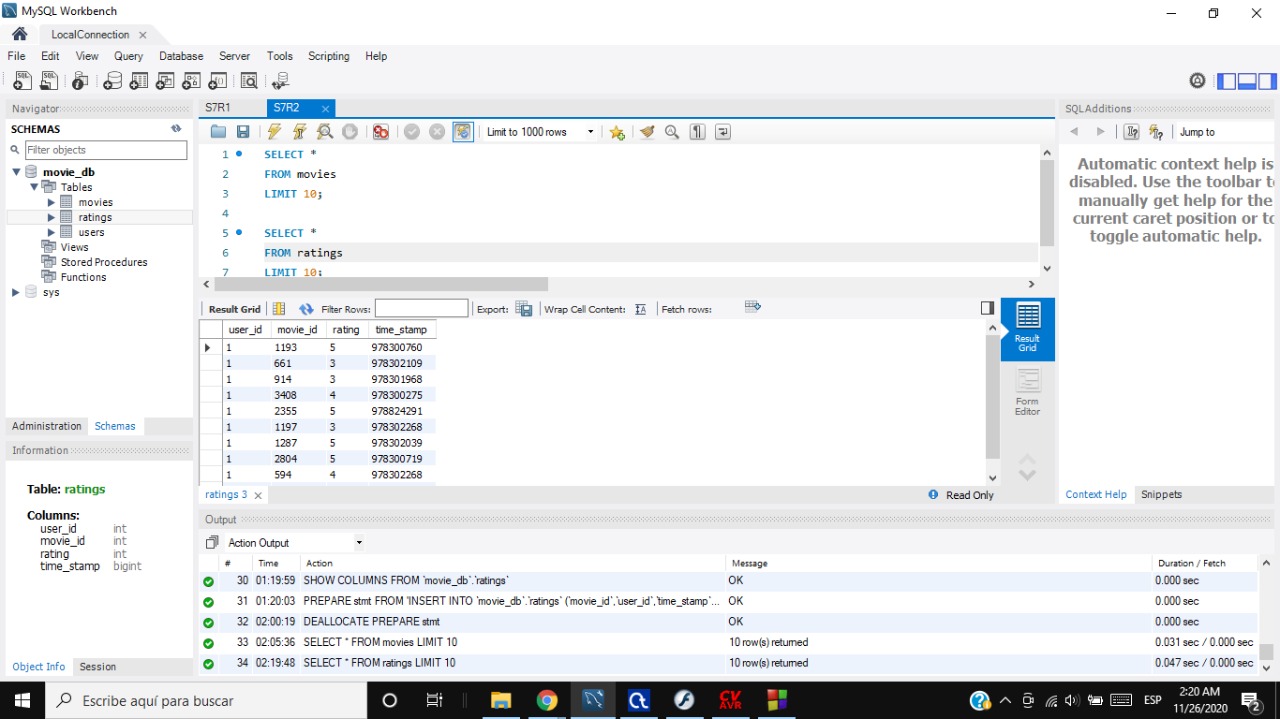 MySQL Workbench
LocalConnection
File Edit View Query Database Server Tools Scripting Help
Navigator
SCHEMAS
Filter objects
movie_db
Tables
movies
ratings
users
Views
Stored Procedures
Functions
sys
Administration Schemas
Information
Table: ratings
Columns:
user_id int
movie_id int
rating int
time_stamp bigint
Object Info Session
S7R1 S7R2
Limit to 1000 rows
1 SELECT *
2 FROM movies
3 LIMIT 10;
4
5 SELECT *
6 FROM ratings
7 LIMIT 10;
Result Grid Filter Rows: Export: Wrap Cell Content: Fetch rows:
user_id movie_id rating time_stamp
1 1193 5 978300760
1 661 3 978302109
1 914 3 978301968
1 3408 4 978300275
1 2355 5 978824291
1 1197 3 978302268
1 1287 5 978302039
1 2804 5 978300719
1 594 4 978302268
Result Grid
Form Editor
ratings 3 Read Only
SQLAdditions
Jump to
Automatic context help is
disabled. Use the toolbar t
manually get help for the
current caret position or to
toggle automatic help.
Context Help Snippets
Output
Action Output
# Time Action Message Duration / Fetch
30 01:19:59 SHOW COLUMNS FROM `movie_db`.`ratings` OK 0.000 sec
31 01:20:03 PREPARE stmt FROM 'INSERT INTO `movie_db`.`ratings` (`movie_id`,`user_id`,`time_stamp`... OK 0.000 sec
32 02:00:19 DEALLOCATE PREPARE stmt OK 0.000 sec
33 02:05:36 SELECT * FROM movies LIMIT 10 10 row(s) returned 0.031 sec / 0.000 sec
34 02:19:48 SELECT * FROM ratings LIMIT 10 10 row(s) returned 0.047 sec / 0.000 sec
Escribe aquí para buscar
CV
AVR
ESP
2:20 AM
11/26/2020
2